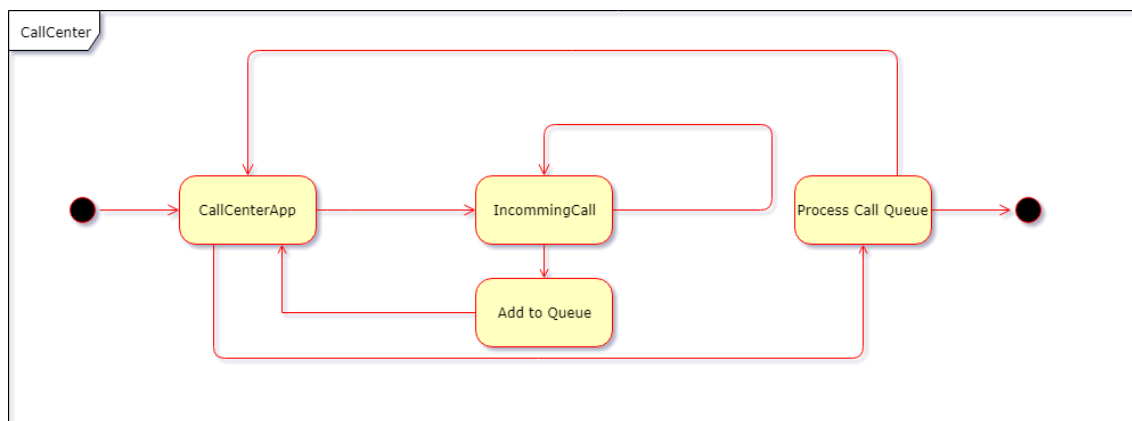 CallCenter
CallCenterApp
IncommingCall
Process Call Queue
Add to Queue